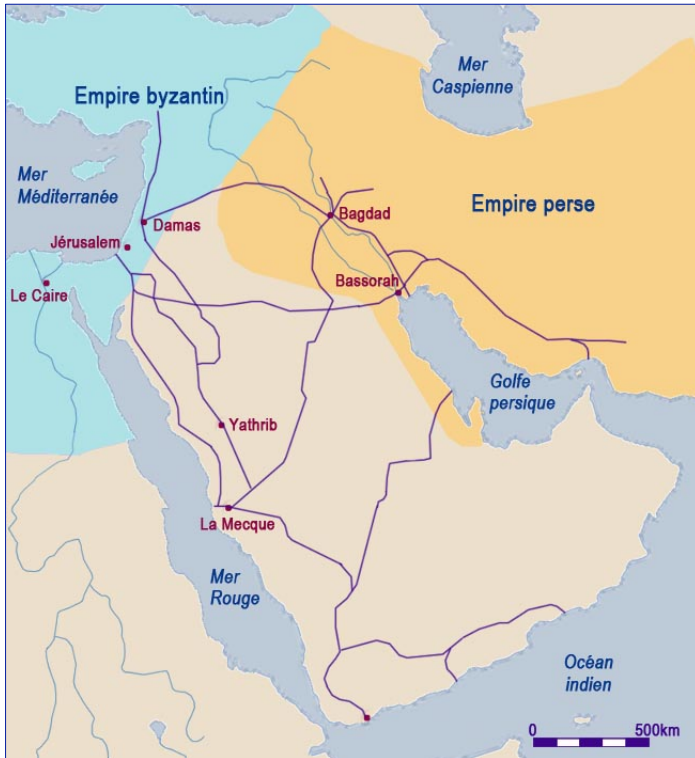 Mer
Caspienne
Empire byzantin
Mer
Méditerranée
Empire perse
Bagdad
Damas
Jérusalem
Bassorah
Le Caire
Golfe
persique
Yathrib
La Mecque
Mer
Rouge
Océan
indien
0 500km